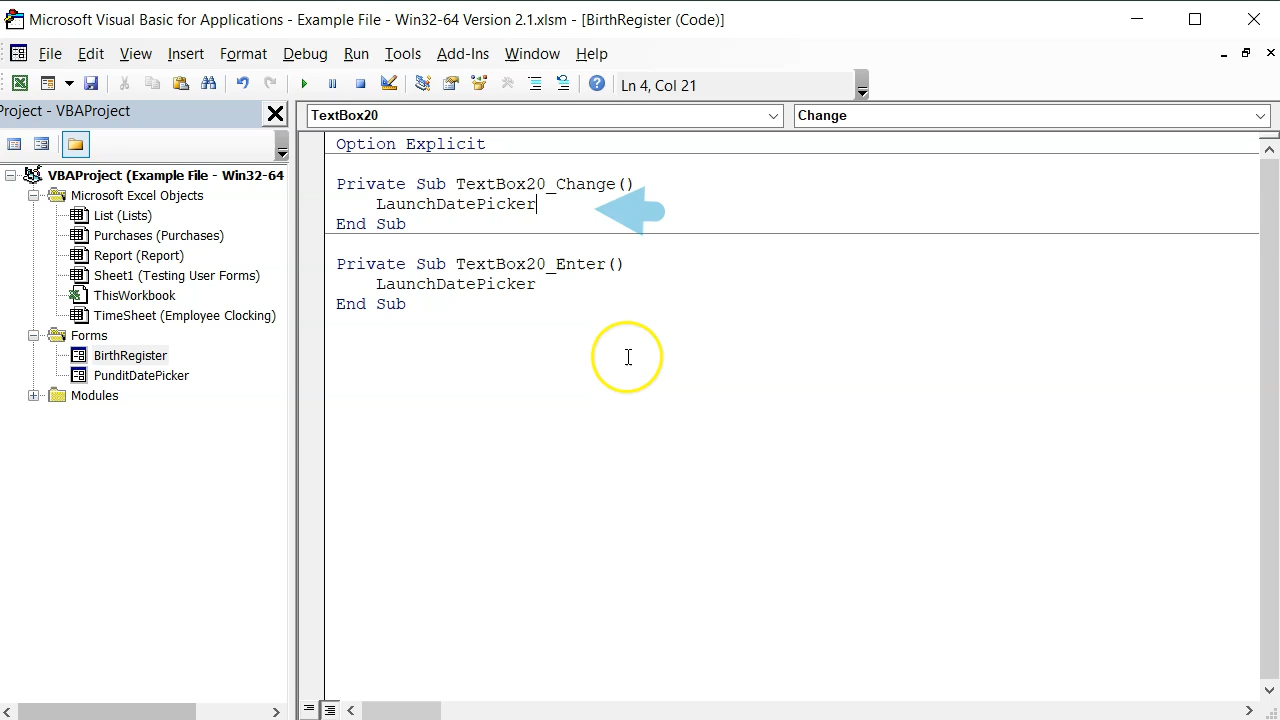 Microsoft Visual Basic for Applications - Example File - Win32-64 Version 2.1.xlsm - [BirthRegister (Code)]
File Edit View Insert Format Debug Run Tools Add-Ins Window Help
Ln 4, Col 21
roject - VBAProject
VBAProject (Example File - Win32-64
Microsoft Excel Objects
List (Lists)
Purchases (Purchases)
Report (Report)
Sheet1 (Testing User Forms)
ThisWorkbook
TimeSheet (Employee Clocking)
Forms
BirthRegister
PunditDatePicker
Modules
TextBox20
Change
Option Explicit
Private Sub TextBox20_Change()
LaunchDatePicker
End Sub
Private Sub TextBox20_Enter()
LaunchDatePicker
End Sub